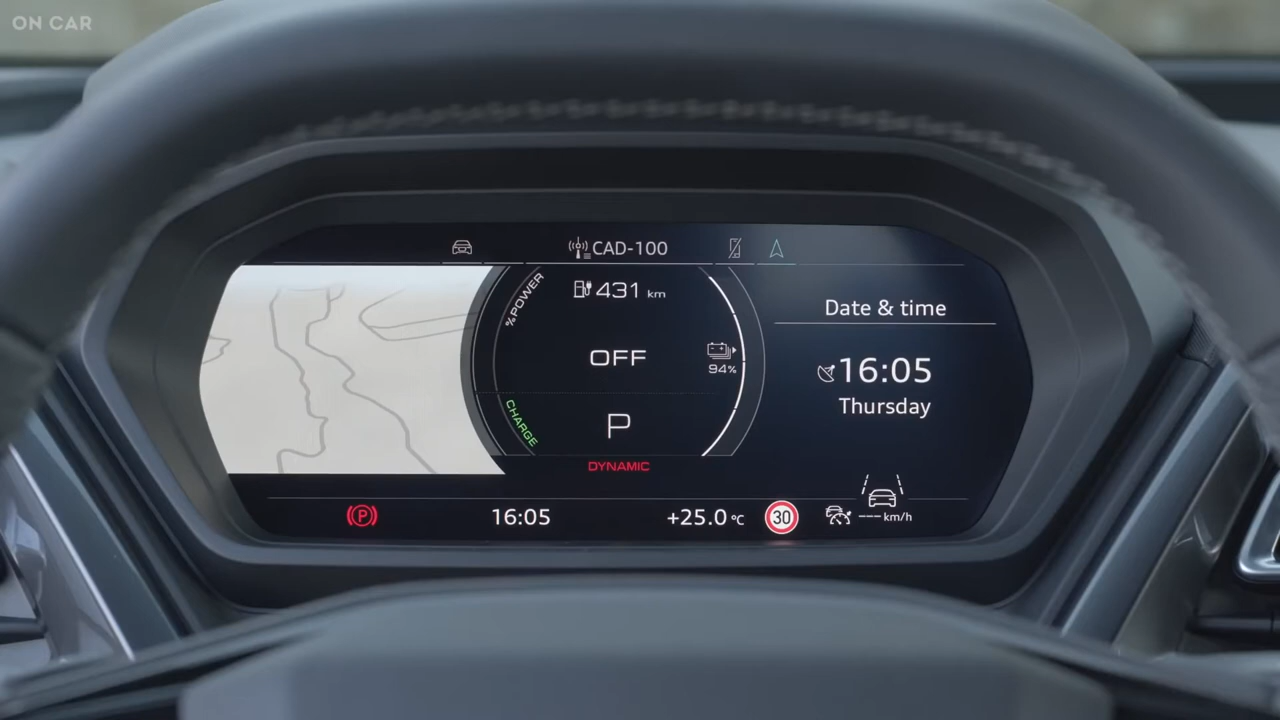 ON CAR
CAD-100
% POWER
431 km
Date & time
OFF
94%
16:05
Thursday
CHARGE
P
DYNAMIC
P
16:05
+25.0 °C
30
--- km/h